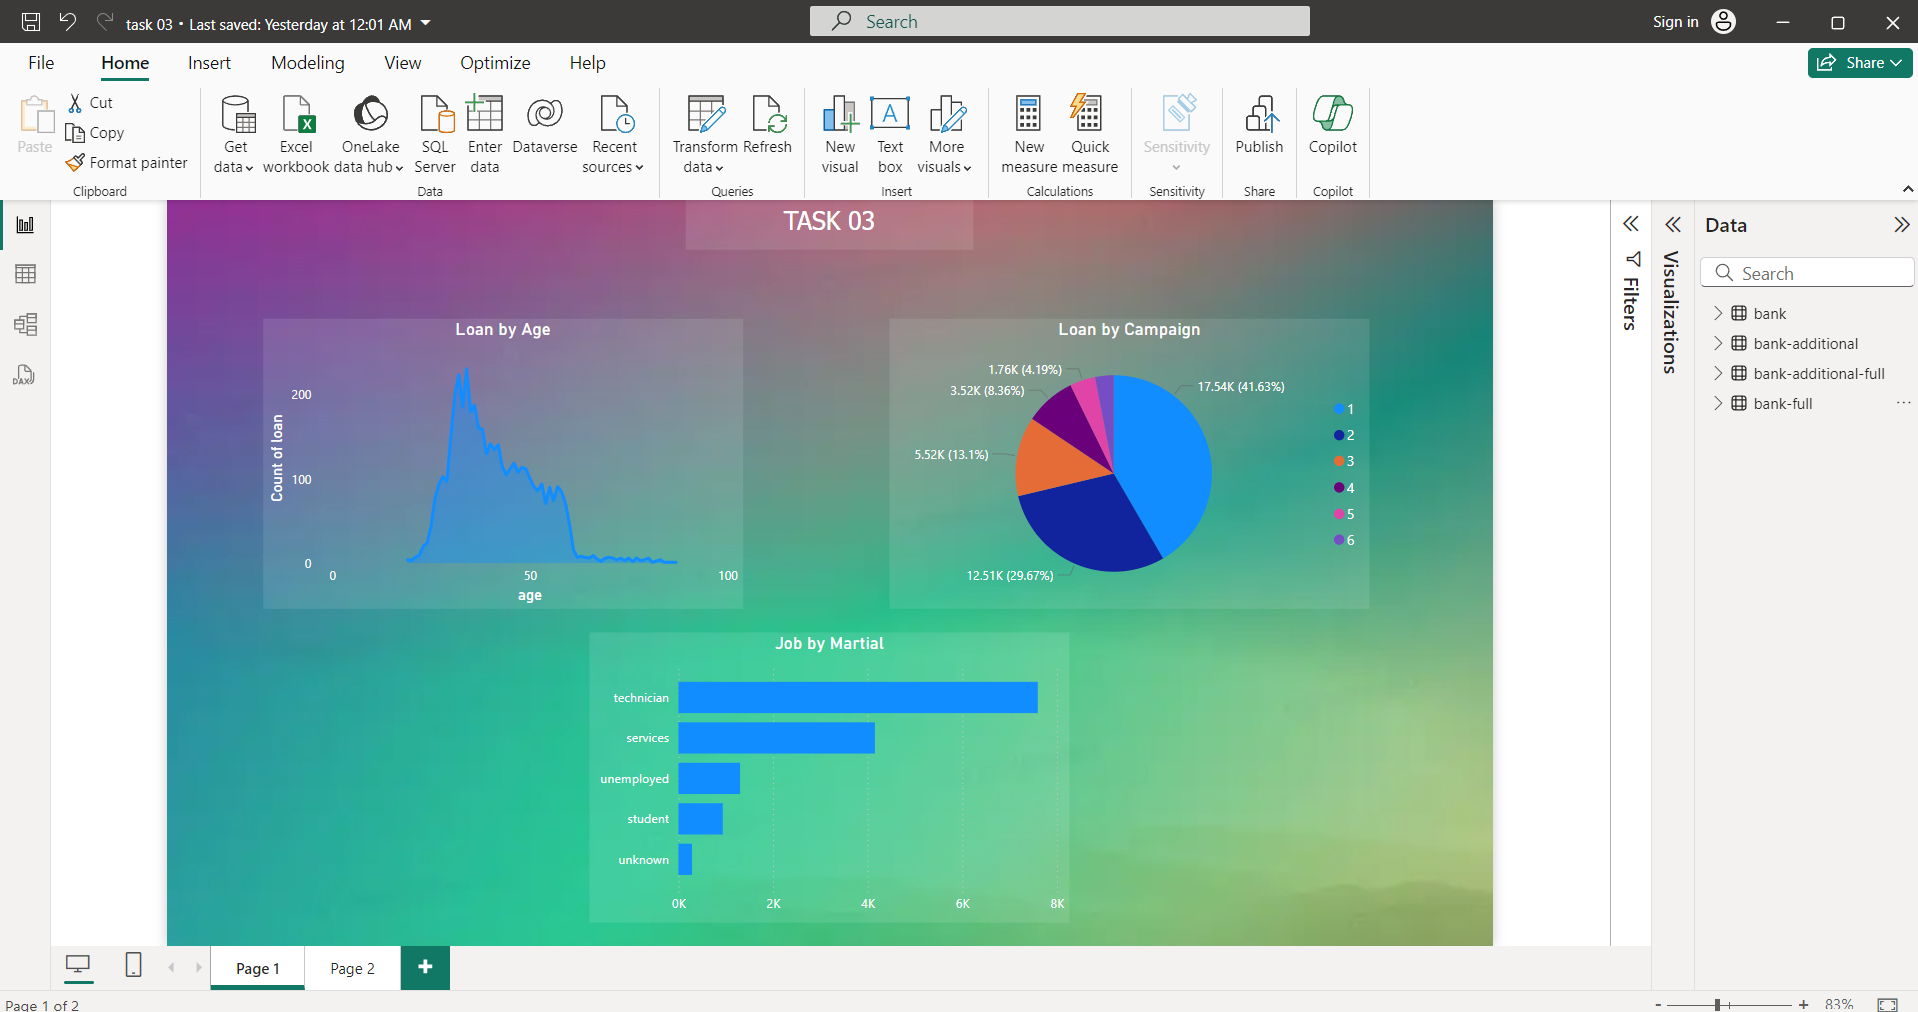 task 03 • Last saved: Yesterday at 12:01 AM
Search
Sign in
File Home Insert Modeling View Optimize Help
Share
Paste
Cut
Copy
Format painter
Clipboard
Get data
Excel workbook
OneLake data hub
SQL Server
Enter data
Dataverse
Recent sources
Data
Transform data
Refresh
Queries
New visual
Text box
More visuals
Insert
New measure
Quick measure
Calculations
Sensitivity
Sensitivity
Publish
Share
Copilot
Copilot
DAX
TASK 03
Loan by Age
Count of loan
200
100
0
0 50 100
age
Loan by Campaign
1.76K (4.19%)
3.52K (8.36%)
17.54K (41.63%)
5.52K (13.1%)
12.51K (29.67%)
1
2
3
4
5
6
Job by Martial
technician
services
unemployed
student
unknown
0K 2K 4K 6K 8K
Filters
Visualizations
Data
Search
bank
bank-additional
bank-additional-full
bank-full
Page 1
Page 2
Page 1 of 2
83%